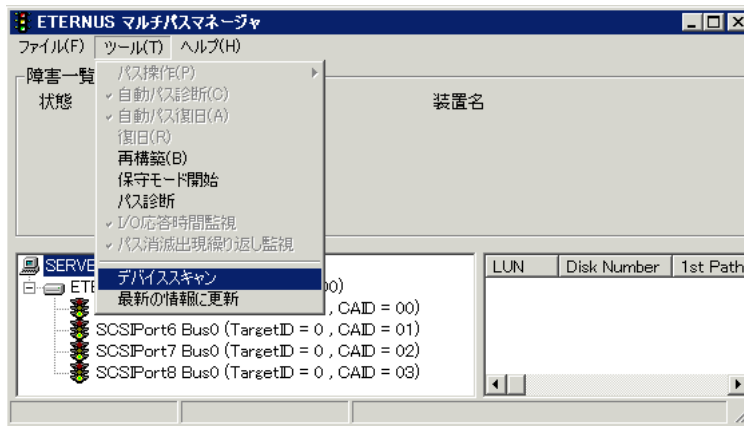 ETERNUS マルチパスマネージャ
ファイル(F) ツール(T) ヘルプ(H)
障害一覧
状態 装置名
パス操作(P)
自動パス診断(C)
自動パス復旧(A)
復旧(R)
再構築(B)
保守モード開始
パス診断
I/O応答時間監視
パス消滅出現繰り返し監視
デバイススキャン
最新の情報に更新
SERVE
ETE 00)
, CAID = 00)
SCSIPort6 Bus0 (TargetID = 0 , CAID = 01)
SCSIPort7 Bus0 (TargetID = 0 , CAID = 02)
SCSIPort8 Bus0 (TargetID = 0 , CAID = 03)
LUN Disk Number 1st Path